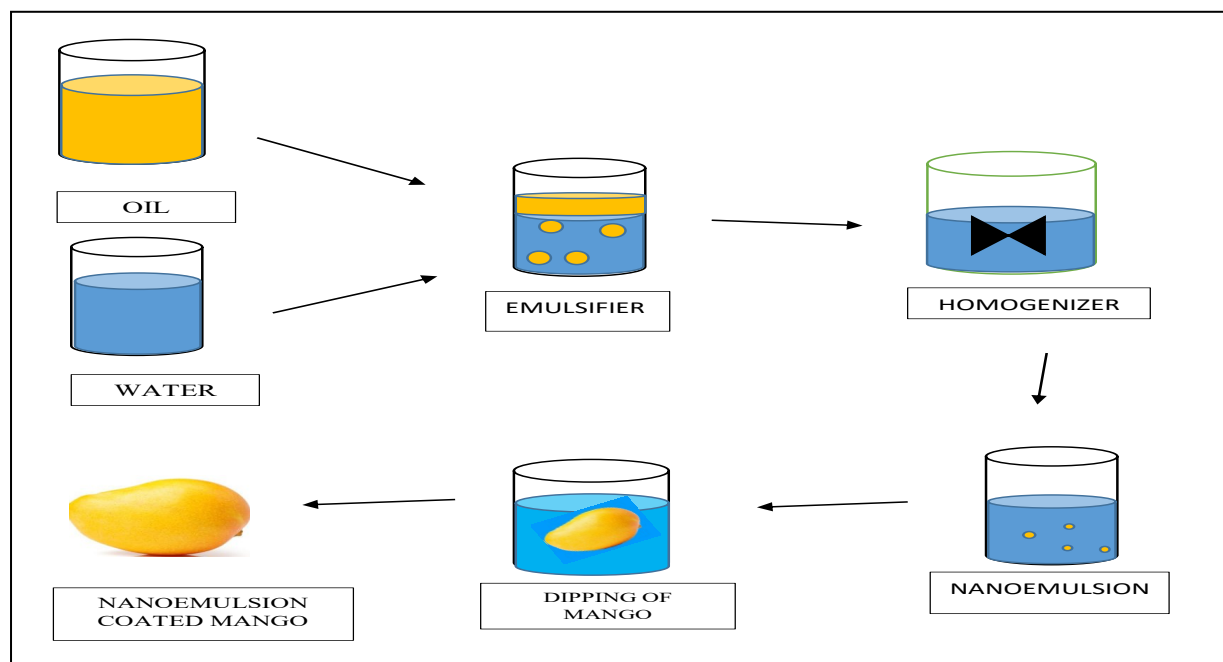 OIL
WATER
EMULSIFIER
HOMOGENIZER
NANOEMULSION
DIPPING OF
MANGO
NANOEMULSION
COATED MANGO